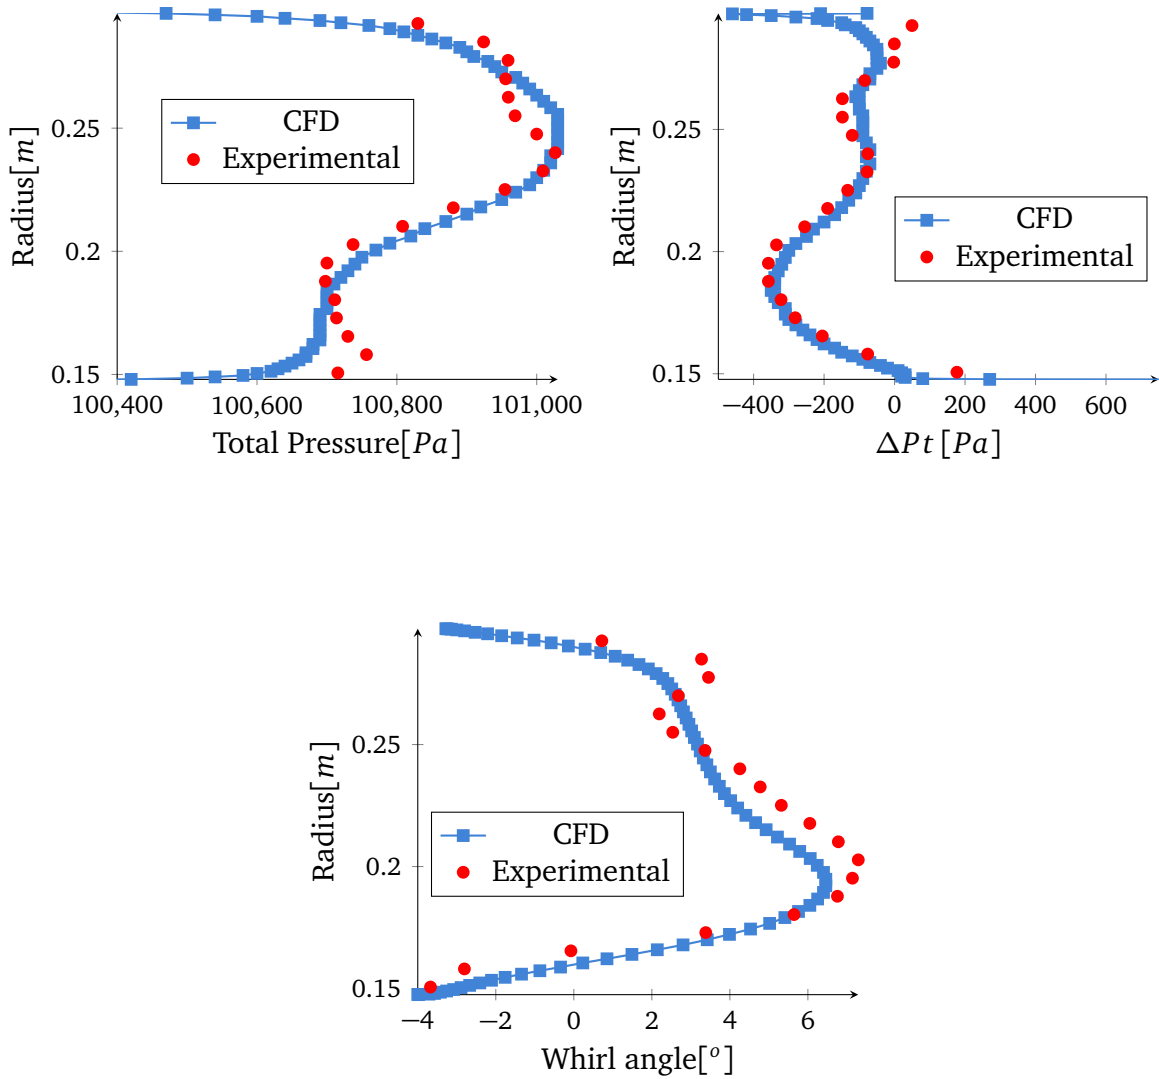 Radius[m]
0.25
0.2
0.15
CFD
Experimental
100,400 100,600 100,800 101,000
Total Pressure[Pa]
Radius[m]
0.25
0.2
0.15
CFD
Experimental
−400 −200 0 200 400 600
ΔPt [Pa]
Radius[m]
0.25
0.2
0.15
CFD
Experimental
−4 −2 0 2 4 6
Whirl angle[°]